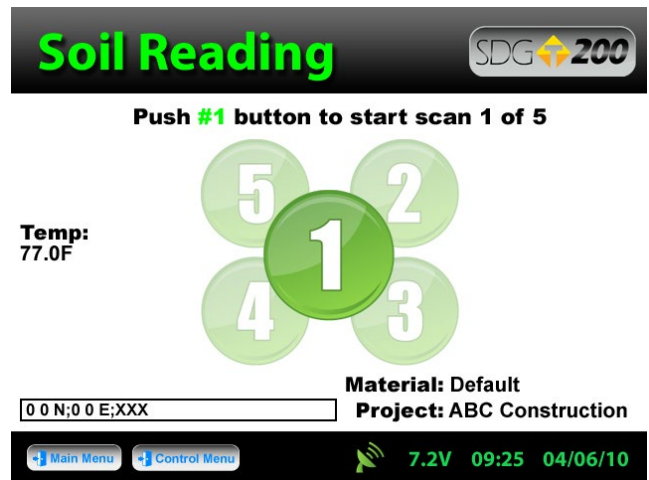 Soil Reading
SDG 200
Push #1 button to start scan 1 of 5
5 2
1
4 3
Temp:
77.0F
Material: Default
0 0 N;0 0 E;XXX
Project: ABC Construction
Main Menu Control Menu 7.2V 09:25 04/06/10